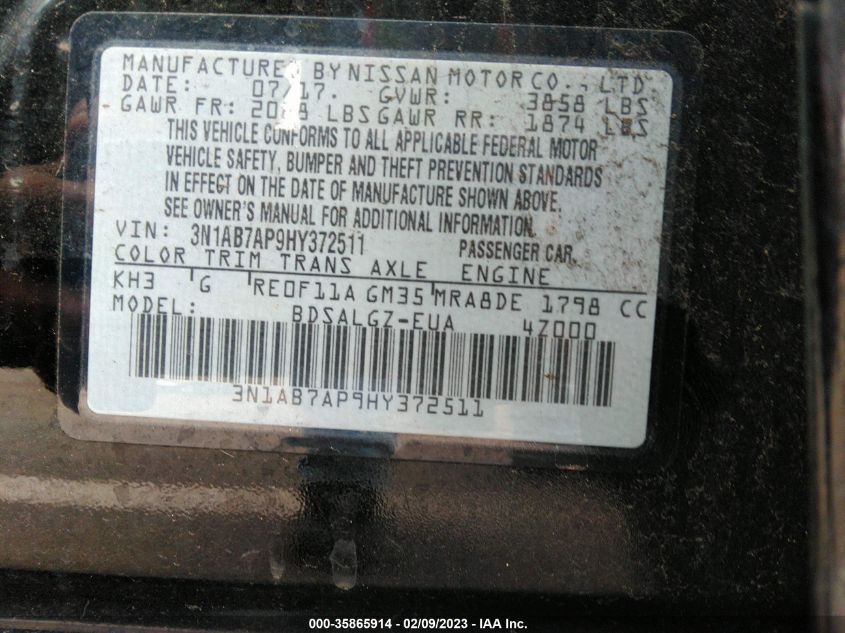 MANUFACTURED BY NISSAN MOTOR CO., LTD.
DATE: 07/17. GVWR: 3858 LBS
GAWR FR: LBS GAWR RR: 1874 LBS
THIS VEHICLE CONFORMS TO ALL APPLICABLE FEDERAL MOTOR
VEHICLE SAFETY, BUMPER AND THEFT PREVENTION STANDARDS
IN EFFECT ON THE DATE OF MANUFACTURE SHOWN ABOVE.
SEE OWNER'S MANUAL FOR ADDITIONAL INFORMATION.
VIN: 3N1AB7AP9HY372511 PASSENGER CAR.
COLOR TRIM TRANS AXLE ENGINE
KH3 G RE0F11A GM35 MRA8DE 1798 CC
MODEL: BDSALGZ-EUA 4Z000
3N1AB7AP9HY372511
000-35865914 - 02/09/2023 - IAA Inc.